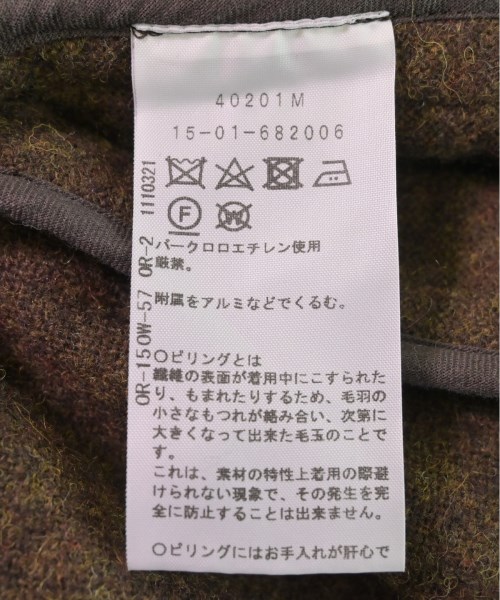 40201M
15-01-682006
F
W
パークロロエチレン使用
厳禁。
附属をアルミなどでくるむ。
〇ピリングとは
繊維の表面が着用中にこすられた
り、もまれたりするため、毛羽の
小さなもつれが絡み合い、次第に
大きくなって出来た毛玉のことで
す。
これは、素材の特性上着用の際避
けられない現象で、その発生を完
全に防止することは出来ません。
〇ピリングにはお手入れが肝心で
OR-150W-57 OR-2 1110321